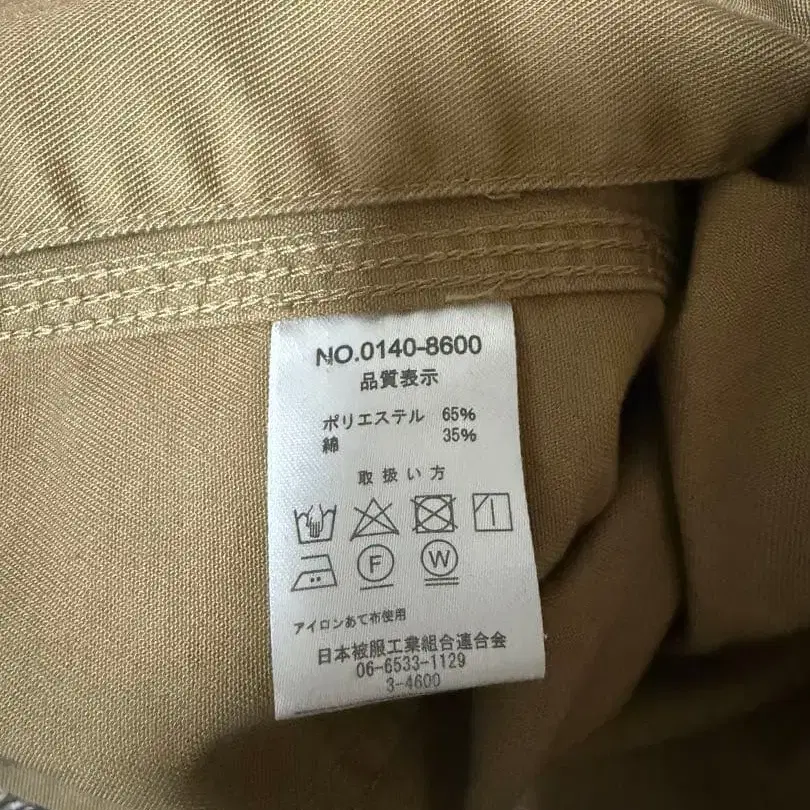 NO.0140-8600
品質表示
ポリエステル 65%
綿 35%
取扱い方
F W
アイロンあて布使用
日本被服工業組合連合会
06-6533-1129
3-4600